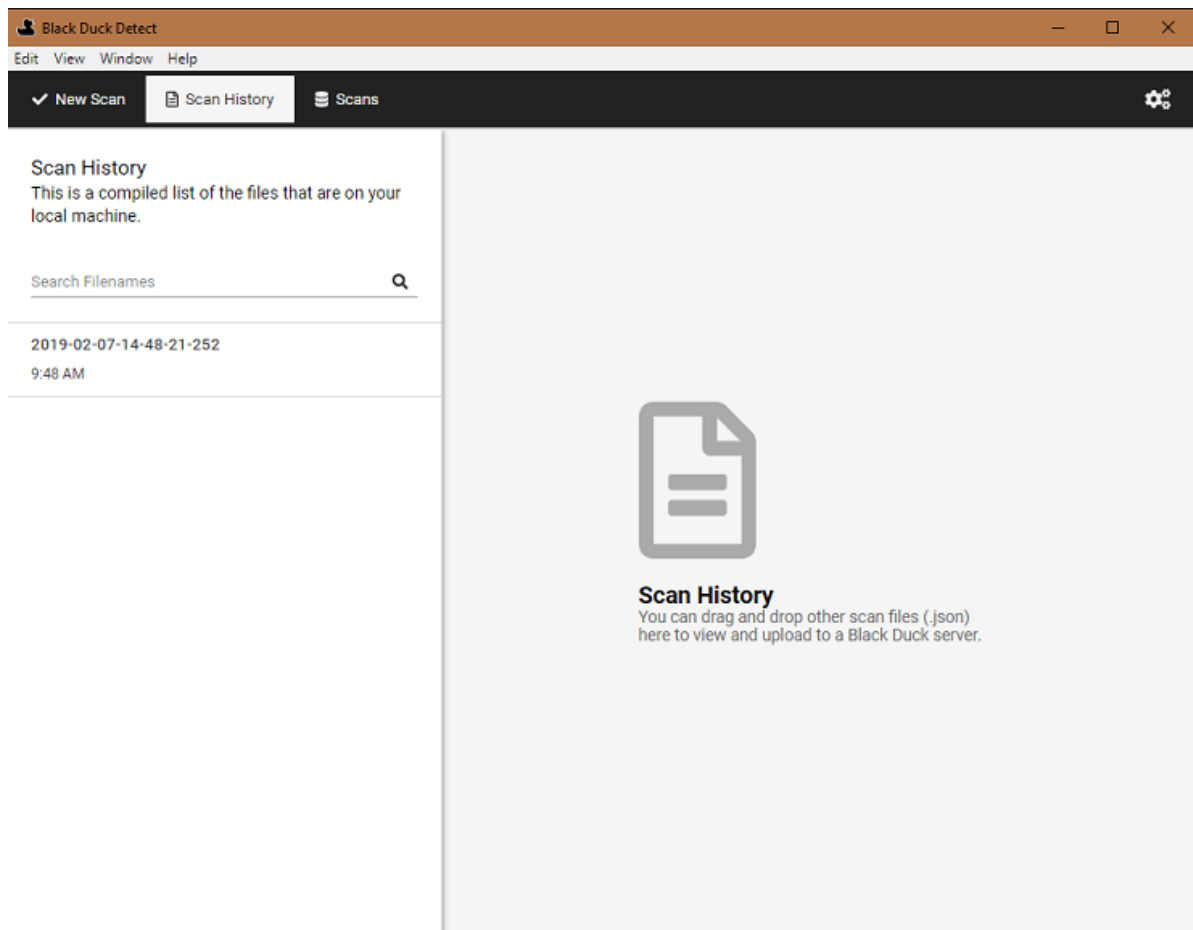 Black Duck Detect
Edit View Window Help
New Scan Scan History Scans
Scan History
This is a compiled list of the files that are on your
local machine.
Search Filenames
2019-02-07-14-48-21-252
9:48 AM
Scan History
You can drag and drop other scan files (.json)
here to view and upload to a Black Duck server.